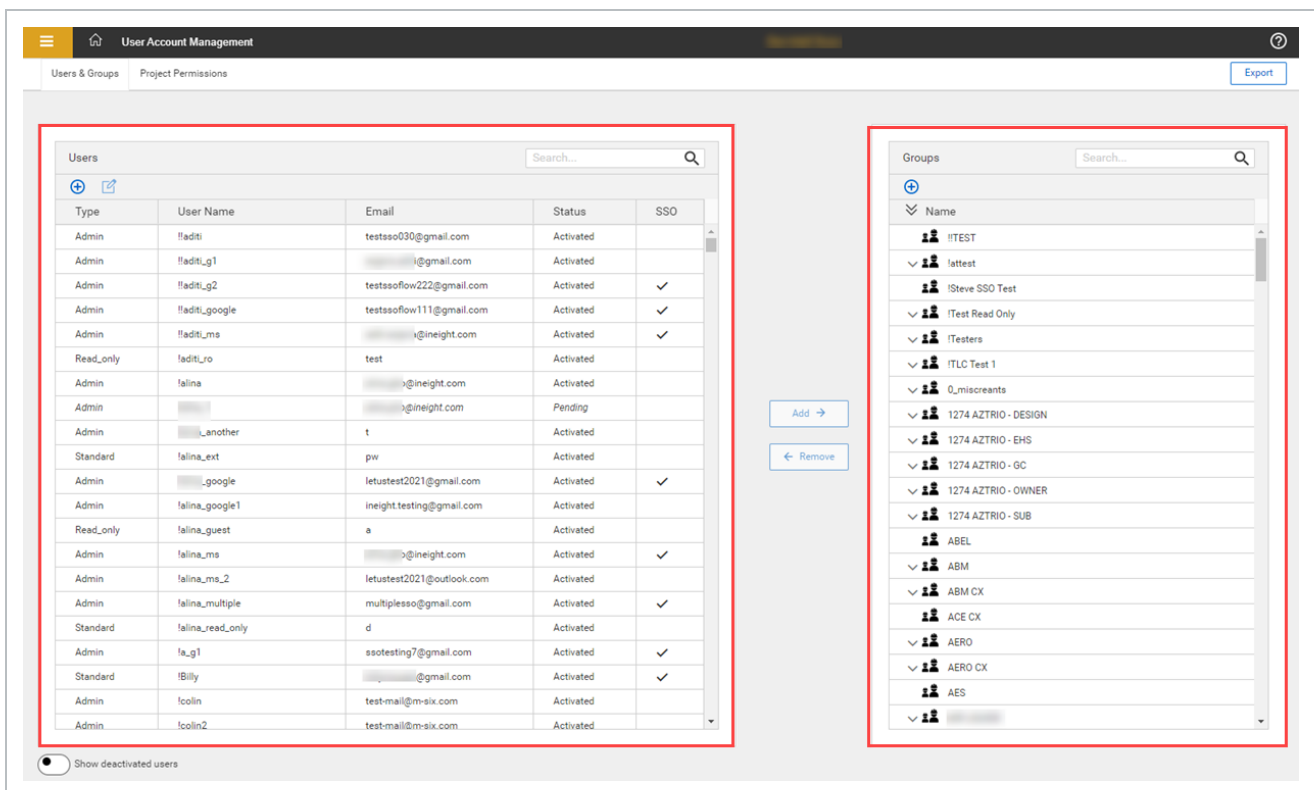 User Account Management
Users & Groups Project Permissions Export
Users Search...
Type User Name Email Status SSO
Admin !!aditi testsso030@gmail.com Activated
Admin !!aditi_g1 i@gmail.com Activated
Admin !!aditi_g2 testssoflow222@gmail.com Activated ✓
Admin !!aditi_google testssoflow111@gmail.com Activated ✓
Admin !!aditi_ms @ineight.com Activated ✓
Read_only !aditi_ro test Activated
Admin !alina @ineight.com Activated
Admin @ineight.com Pending
Admin _another t Activated
Standard !alina_ext pw Activated
Admin _google letustest2021@gmail.com Activated ✓
Admin !alina_google1 ineight.testing@gmail.com Activated
Read_only !alina_guest a Activated
Admin !alina_ms @ineight.com Activated ✓
Admin !alina_ms_2 letustest2021@outlook.com Activated
Admin !alina_multiple multiplesso@gmail.com Activated ✓
Standard !alina_read_only d Activated
Admin !a_g1 ssotesting7@gmail.com Activated ✓
Standard !Billy @gmail.com Activated ✓
Admin !colin test-mail@m-six.com Activated
Admin !colin2 test-mail@m-six.com Activated
Show deactivated users
Add →
← Remove
Groups Search...
Name
!!TEST
!attest
!Steve SSO Test
!Test Read Only
!Testers
!TLC Test 1
0_miscreants
1274 AZTRIO - DESIGN
1274 AZTRIO - EHS
1274 AZTRIO - GC
1274 AZTRIO - OWNER
1274 AZTRIO - SUB
ABEL
ABM
ABM CX
ACE CX
AERO
AERO CX
AES